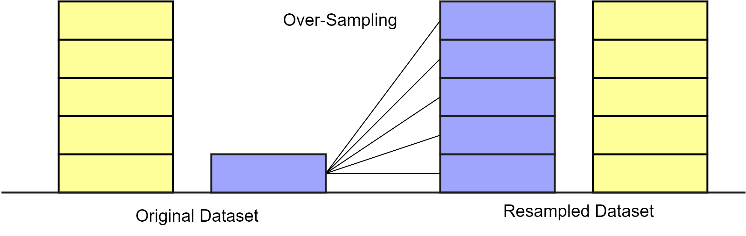 Over-Sampling
Original Dataset
Resampled Dataset